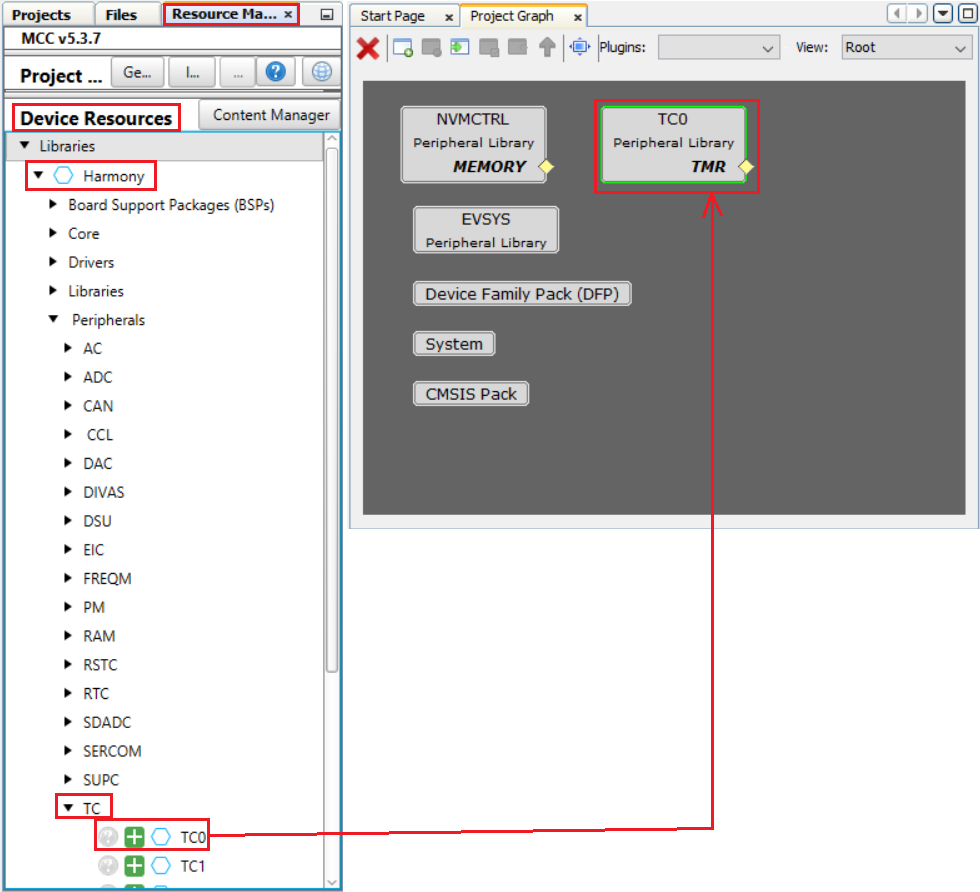 Projects
Files
Resource Ma... ×
MCC v5.3.7
Project ...
Ge...
I...
...
?
Device Resources
Content Manager
Libraries
Harmony
Board Support Packages (BSPs)
Core
Drivers
Libraries
Peripherals
AC
ADC
CAN
CCL
DAC
DIVAS
DSU
EIC
FREQM
PM
RAM
RSTC
RTC
SDADC
SERCOM
SUPC
TC
? TC0
? TC1
Start Page ×
Project Graph ×
Plugins:
View:
Root
NVMCTRL
Peripheral Library
MEMORY
TC0
Peripheral Library
TMR
EVSYS
Peripheral Library
Device Family Pack (DFP)
System
CMSIS Pack